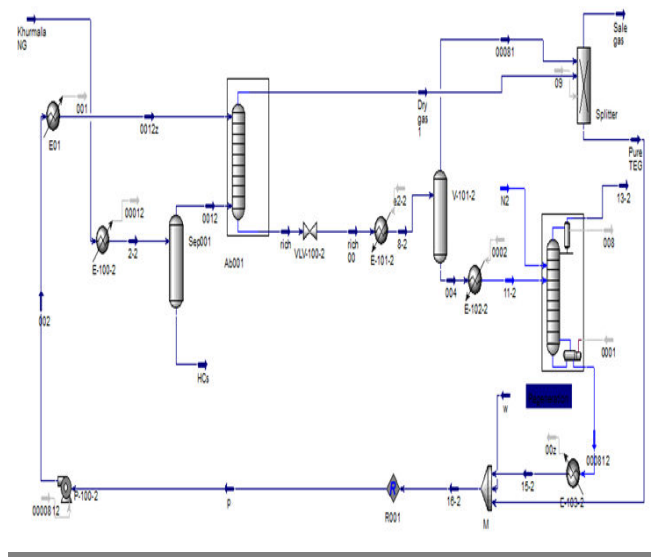 Khurmala
NG
001
E01
0012z
00012
E-100-2
2-2
0012
Sep001
HCs
Ab001
rich
VLV-100-2
rich
00
Dry
gas
1
E-101-2
8-2
V-101-2
00081
09
Sale
gas
Splitter
Pure
TEG
004
0002
E-102-2
11-2
N2
13-2
008
0001
w
000812
00z
E-103-2
15-2
M
16-2
R
R001
p
P-100-2
0000812
002